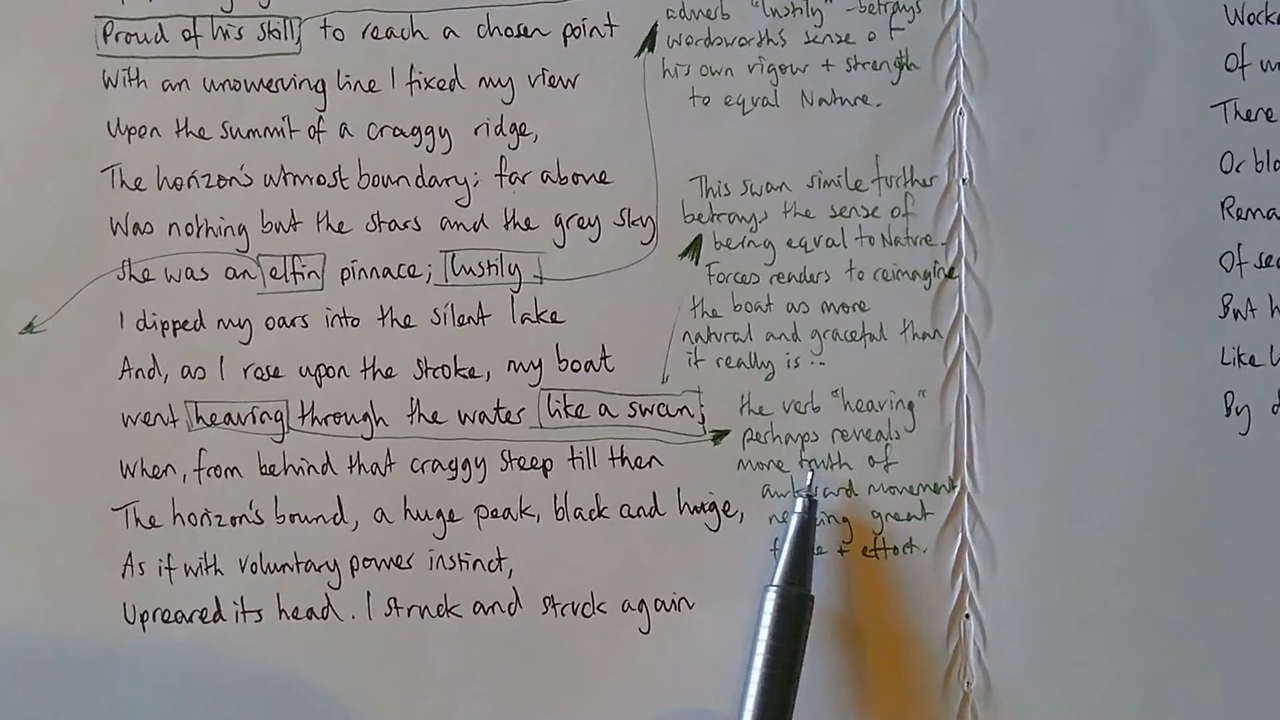 Proud of his skill, to reach a chosen point
With an unswerving line I fixed my view
Upon the summit of a craggy ridge,
The horizon's utmost boundary; far above
Was nothing but the stars and the grey sky
She was an elfin pinnace; lustily
I dipped my oars into the silent lake
And, as I rose upon the stroke, my boat
went heaving through the water like a swan;
When, from behind that craggy steep till then
The horizon's bound, a huge peak, black and huge,
As if with voluntary power instinct,
Upreared its head. I struck and struck again
adverb "lustily" - betrays
Wordsworth's sense of
his own vigour + strength
to equal Nature.
This swan simile further
betrays the sense of
being equal to Nature.
Forces readers to reimagine
the boat as more
natural and graceful than
it really is...
the verb "heaving"
perhaps reveals
more truth of
awkward movement
great
+ effort.
Of
There
Or
Of
But
Like
By